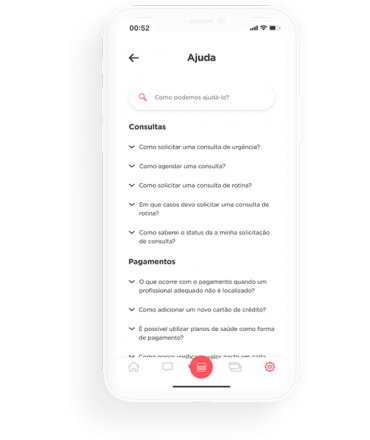 00:52
Ajuda
Como podemos ajudá-lo?
Consultas
Como solicitar uma consulta de urgência?
Como agendar uma consulta?
Como solicitar uma consulta de rotina?
Em que casos devo solicitar uma consulta de
rotina?
Como saberei o status da a minha solicitação
de consulta?
Pagamentos
O que ocorre com o pagamento quando um
profissional adequado não é localizado?
Como adicionar um novo cartão de crédito?
É possível utilizar planos de saúde como forma
de pagamento?
Como posso verificar o valor gasto em cada